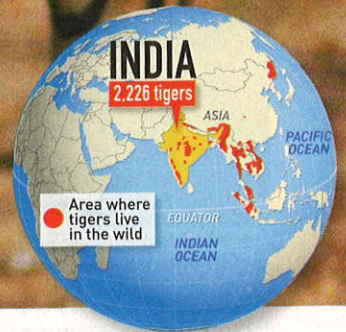 INDIA
2,226 tigers
ASIA
PACIFIC
OCEAN
Area where
tigers live
in the wild
EQUATOR
INDIAN
OCEAN